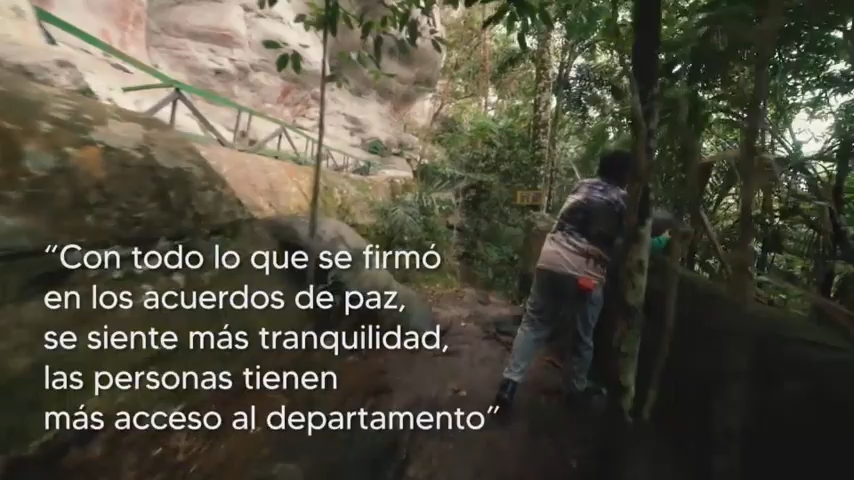 “Con todo lo que se firmó
en los acuerdos de paz,
se siente más tranquilidad,
las personas tienen
más acceso al departamento”